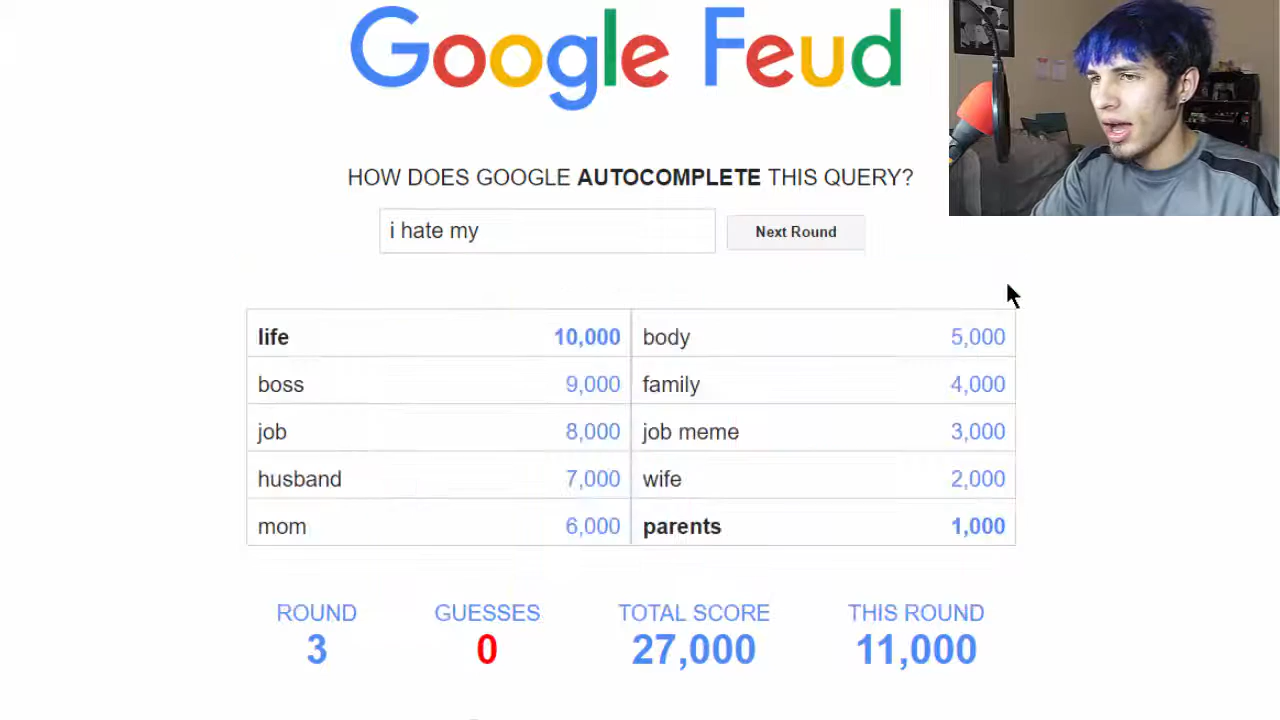 Google Feud
HOW DOES GOOGLE AUTOCOMPLETE THIS QUERY?
i hate my
Next Round
life 10,000
boss 9,000
job 8,000
husband 7,000
mom 6,000
body 5,000
family 4,000
job meme 3,000
wife 2,000
parents 1,000
ROUND GUESSES TOTAL SCORE THIS ROUND
3 0 27,000 11,000